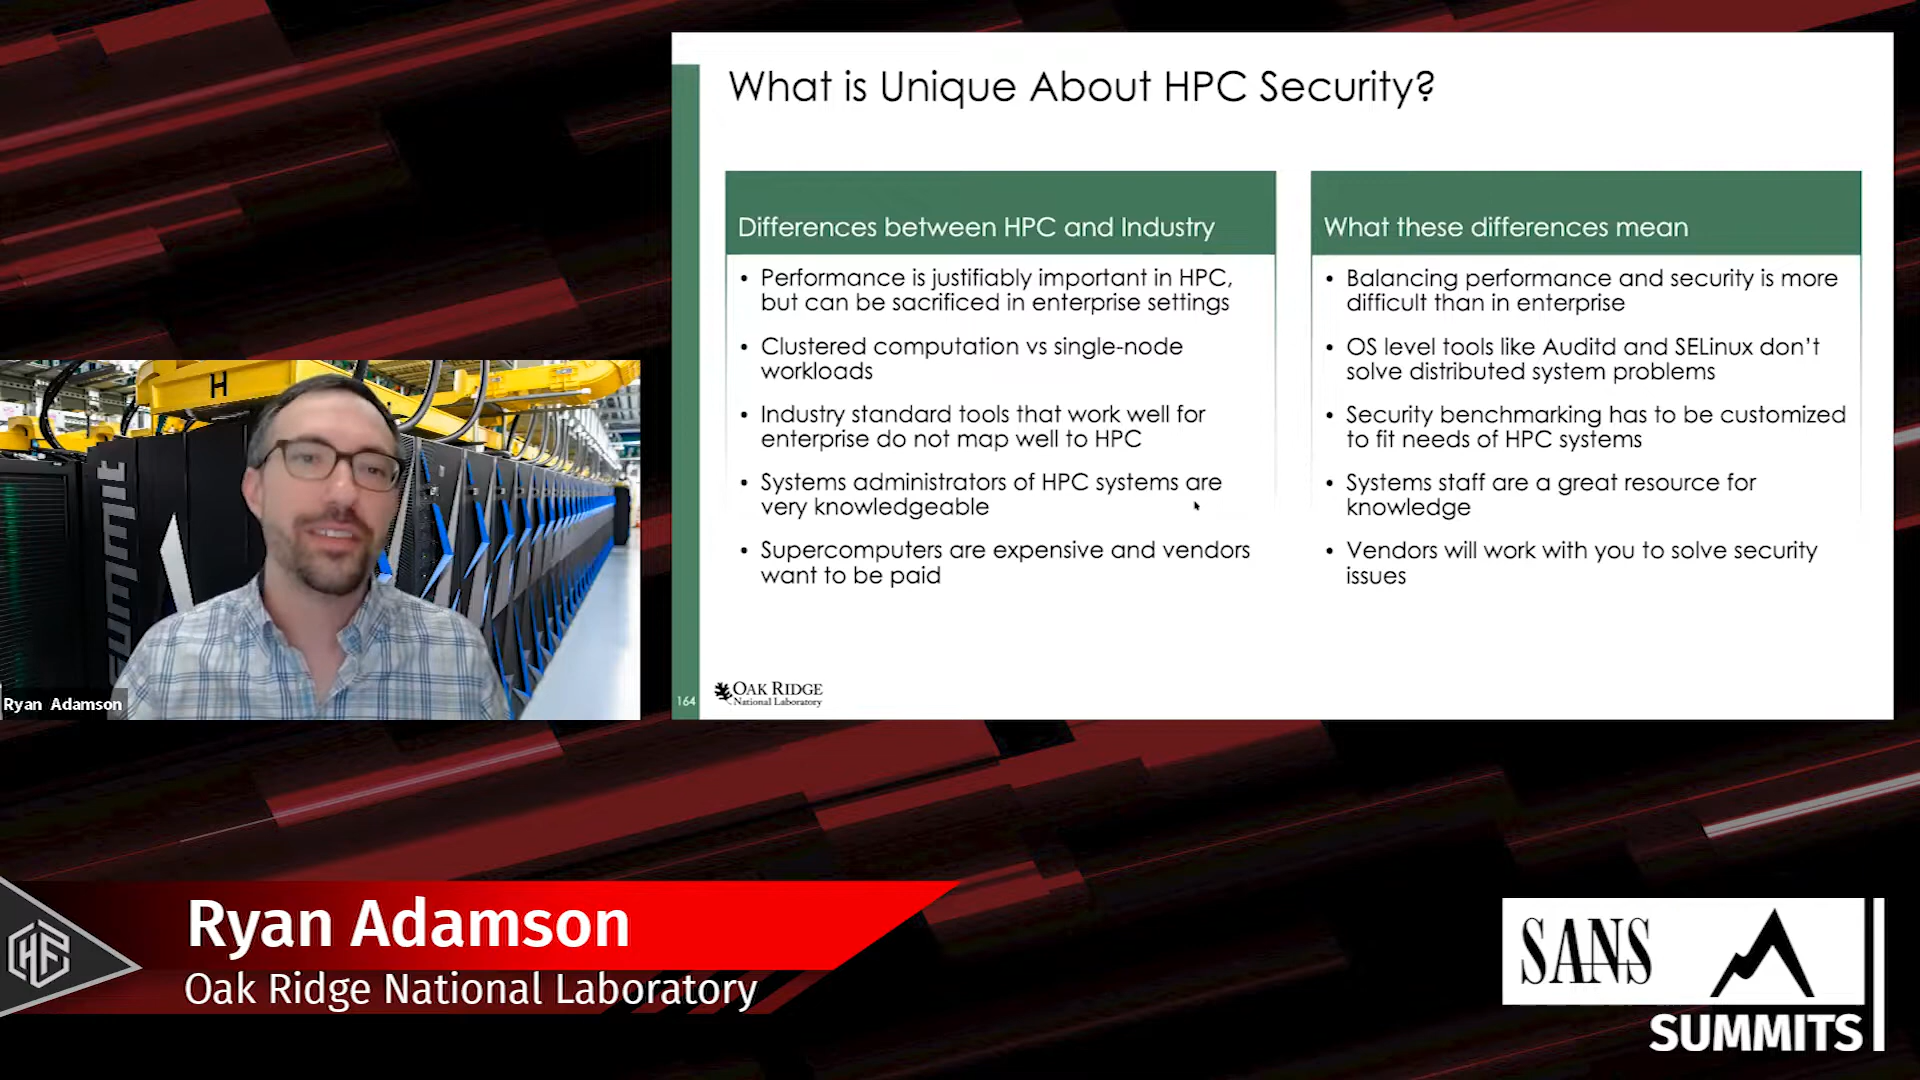 What is Unique About HPC Security?
Differences between HPC and Industry
• Performance is justifiably important in HPC,
but can be sacrificed in enterprise settings
• Clustered computation vs single-node
workloads
• Industry standard tools that work well for
enterprise do not map well to HPC
• Systems administrators of HPC systems are
very knowledgeable
• Supercomputers are expensive and vendors
want to be paid
What these differences mean
• Balancing performance and security is more
difficult than in enterprise
• OS level tools like Auditd and SELinux don't
solve distributed system problems
• Security benchmarking has to be customized
to fit needs of HPC systems
• Systems staff are a great resource for
knowledge
• Vendors will work with you to solve security
issues
164
OAK RIDGE
National Laboratory
H
summit
Ryan Adamson
Ryan Adamson
Oak Ridge National Laboratory
HF
SANS
SUMMITS